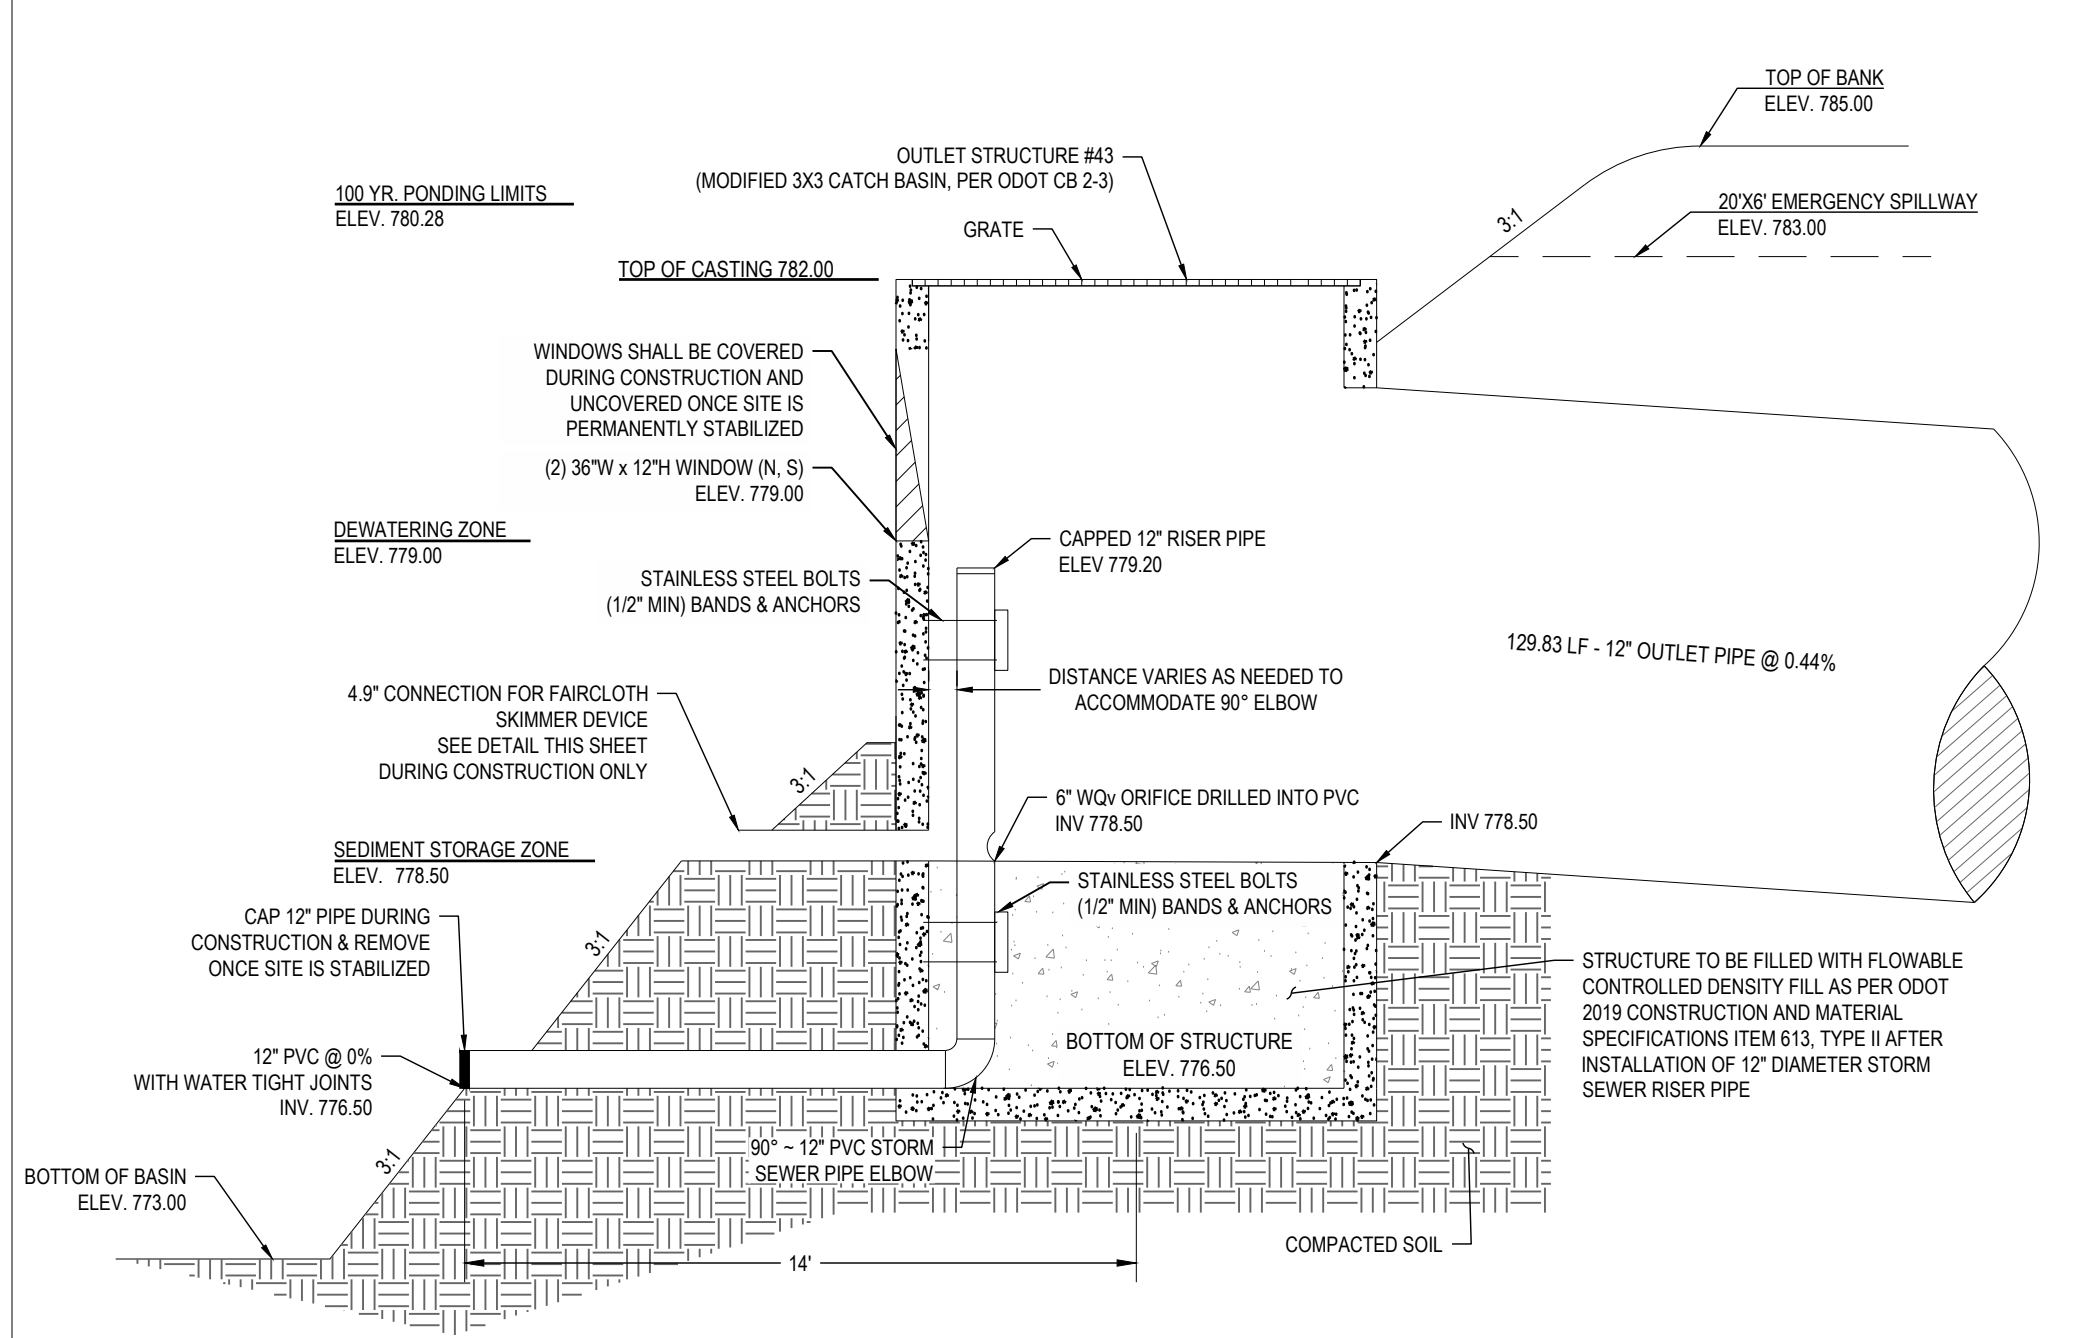 TOP OF BANK
ELEV. 785.00
OUTLET STRUCTURE #43
(MODIFIED 3X3 CATCH BASIN, PER ODOT CB 2-3)
100 YR. PONDING LIMITS
ELEV. 780.28
20'X6' EMERGENCY SPILLWAY
ELEV. 783.00
3:1
GRATE
TOP OF CASTING 782.00
WINDOWS SHALL BE COVERED
DURING CONSTRUCTION AND
UNCOVERED ONCE SITE IS
PERMANENTLY STABILIZED
(2) 36"W x 12"H WINDOW (N, S)
ELEV. 779.00
DEWATERING ZONE
ELEV. 779.00
CAPPED 12" RISER PIPE
ELEV 779.20
STAINLESS STEEL BOLTS
(1/2" MIN) BANDS & ANCHORS
129.83 LF - 12" OUTLET PIPE @ 0.44%
DISTANCE VARIES AS NEEDED TO
ACCOMMODATE 90° ELBOW
4.9" CONNECTION FOR FAIRCLOTH
SKIMMER DEVICE
SEE DETAIL THIS SHEET
DURING CONSTRUCTION ONLY
3:1
6" WQv ORIFICE DRILLED INTO PVC
INV 778.50
INV 778.50
SEDIMENT STORAGE ZONE
ELEV. 778.50
STAINLESS STEEL BOLTS
(1/2" MIN) BANDS & ANCHORS
CAP 12" PIPE DURING
CONSTRUCTION & REMOVE
ONCE SITE IS STABILIZED
3:1
STRUCTURE TO BE FILLED WITH FLOWABLE
CONTROLLED DENSITY FILL AS PER ODOT
2019 CONSTRUCTION AND MATERIAL
SPECIFICATIONS ITEM 613, TYPE II AFTER
INSTALLATION OF 12" DIAMETER STORM
SEWER RISER PIPE
BOTTOM OF STRUCTURE
ELEV. 776.50
12" PVC @ 0%
WITH WATER TIGHT JOINTS
INV. 776.50
90° ~ 12" PVC STORM
SEWER PIPE ELBOW
3:1
BOTTOM OF BASIN
ELEV. 773.00
COMPACTED SOIL
14'